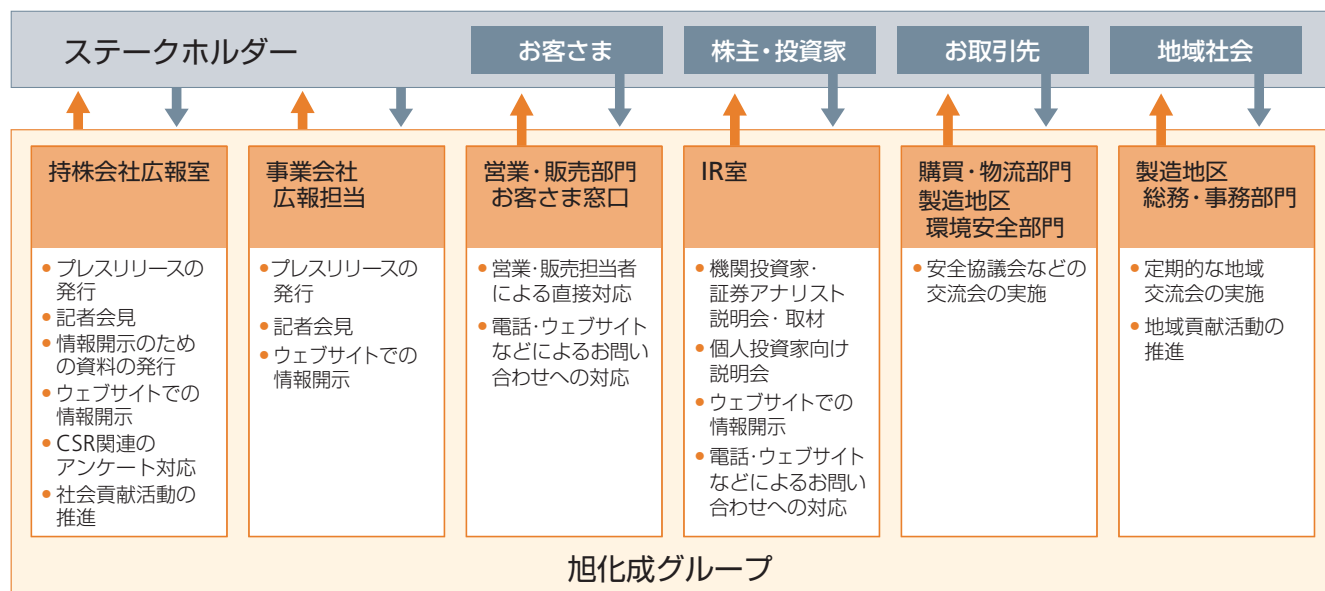 ステークホルダー
お客さま
株主・投資家
お取引先
地域社会
持株会社広報室
• プレスリリースの
発行
• 記者会見
• 情報開示のため
の資料の発行
• ウェブサイトでの
情報開示
• CSR関連の
アンケート対応
• 社会貢献活動の
推進
事業会社
広報担当
• プレスリリースの
発行
• 記者会見
• ウェブサイトでの
情報開示
営業・販売部門
お客さま窓口
• 営業・販売担当者
による直接対応
• 電話・ウェブサイト
などによるお問い
合わせへの対応
IR室
• 機関投資家・
証券アナリスト
説明会・取材
• 個人投資家向け
説明会
• ウェブサイトでの
情報開示
• 電話・ウェブサイト
などによるお問い
合わせへの対応
購買・物流部門
製造地区
環境安全部門
• 安全協議会などの
交流会の実施
製造地区
総務・事務部門
• 定期的な地域
交流会の実施
• 地域貢献活動の
推進
旭化成グループ